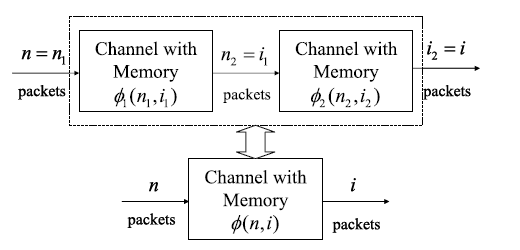 n = n₁
packets
Channel with
Memory
ϕ₁(n₁,i₁)
n₂ = i₁
packets
Channel with
Memory
ϕ₂(n₂,i₂)
i₂ = i
packets
n
packets
Channel with
Memory
ϕ(n,i)
i
packets